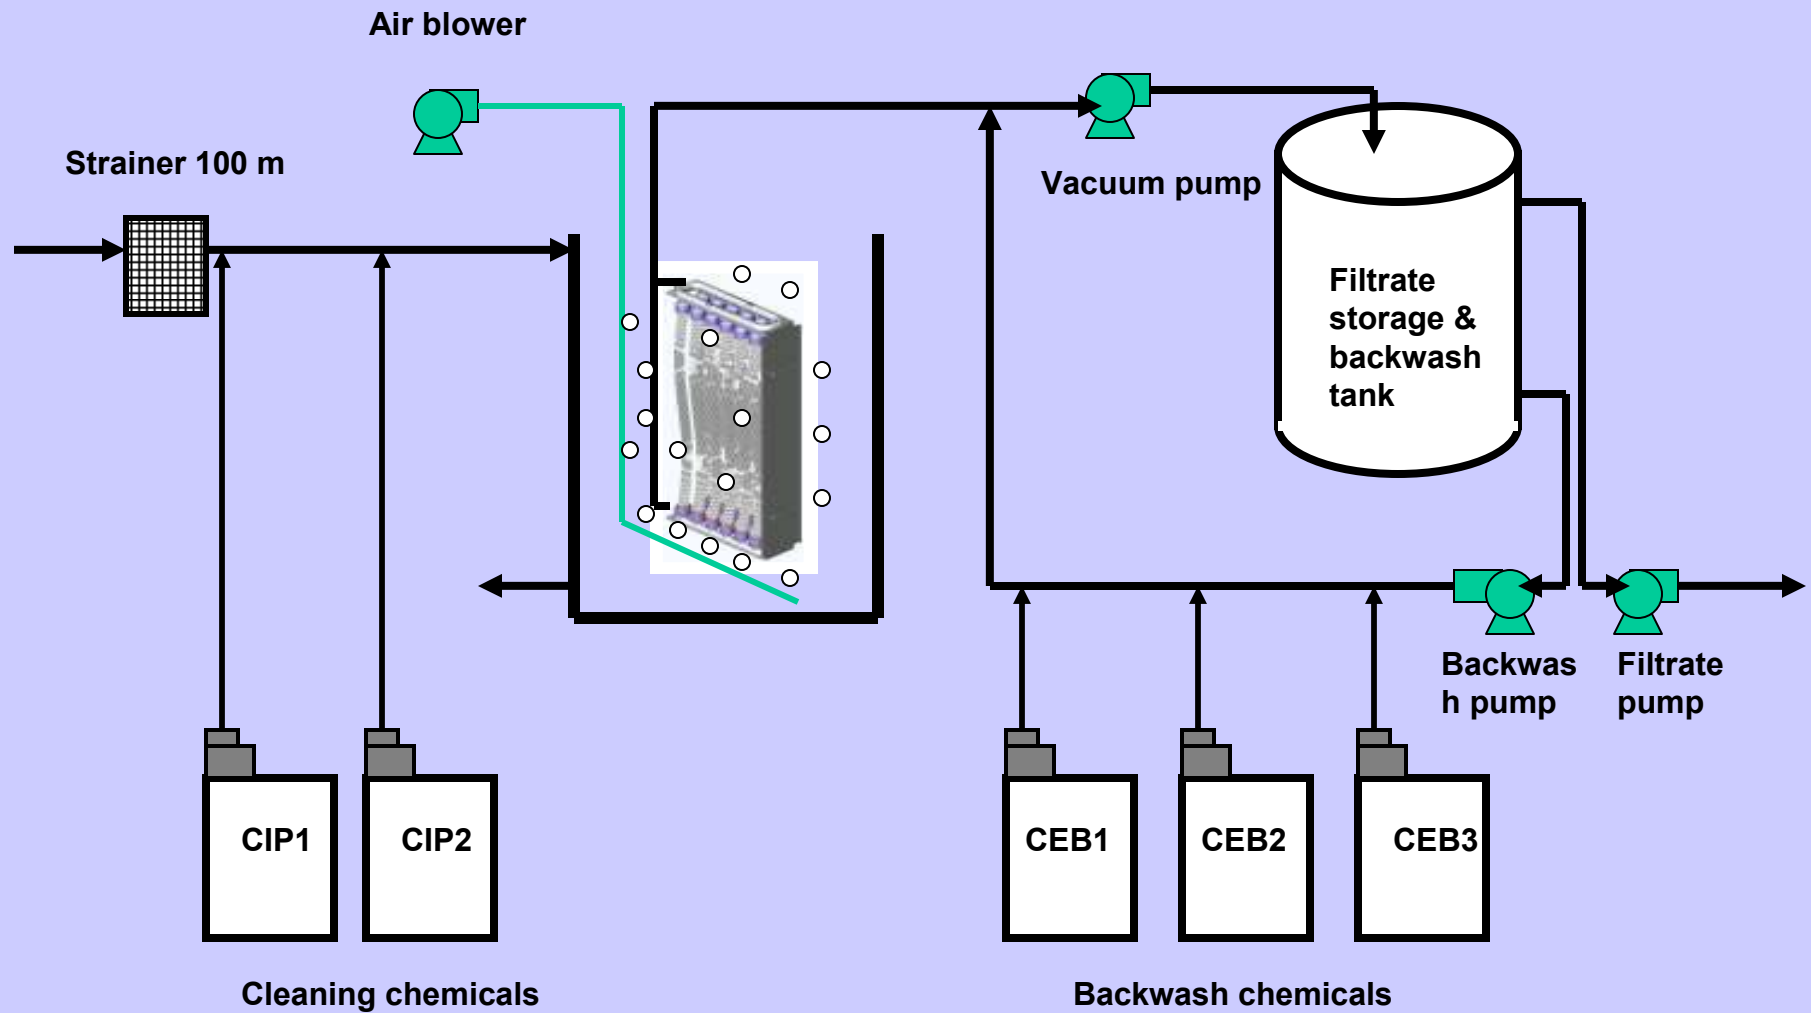 Air blower
Strainer 100 m
Vacuum pump
Filtrate
storage &
backwash
tank
Backwas
h pump
Filtrate
pump
CIP1
CIP2
CEB1
CEB2
CEB3
Cleaning chemicals
Backwash chemicals